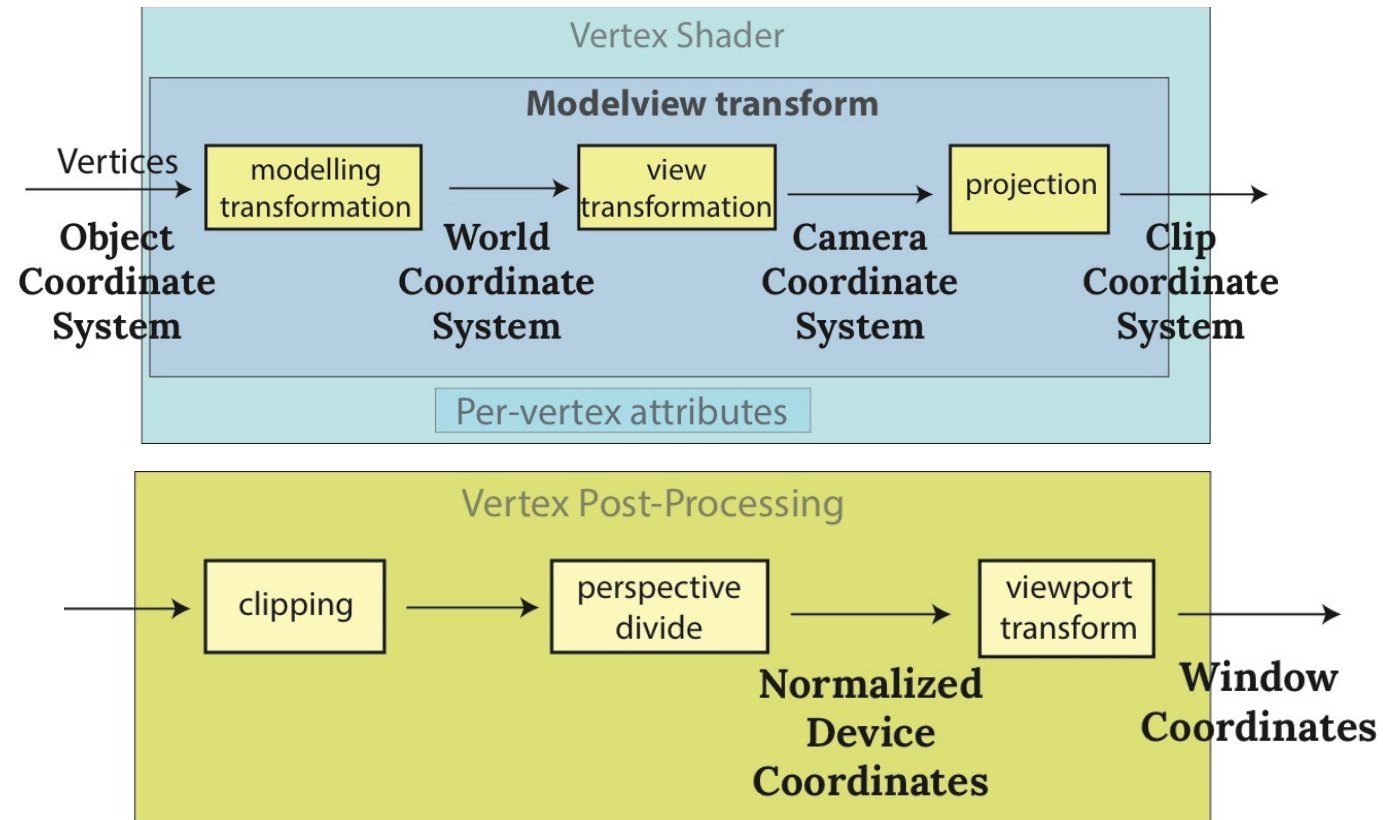 Vertex Shader
Modelview transform
Vertices
modelling
transformation
view
transformation
projection
Object
Coordinate
System
World
Coordinate
System
Camera
Coordinate
System
Clip
Coordinate
System
Per-vertex attributes
Vertex Post-Processing
clipping
perspective
divide
viewport
transform
Normalized
Device
Coordinates
Window
Coordinates